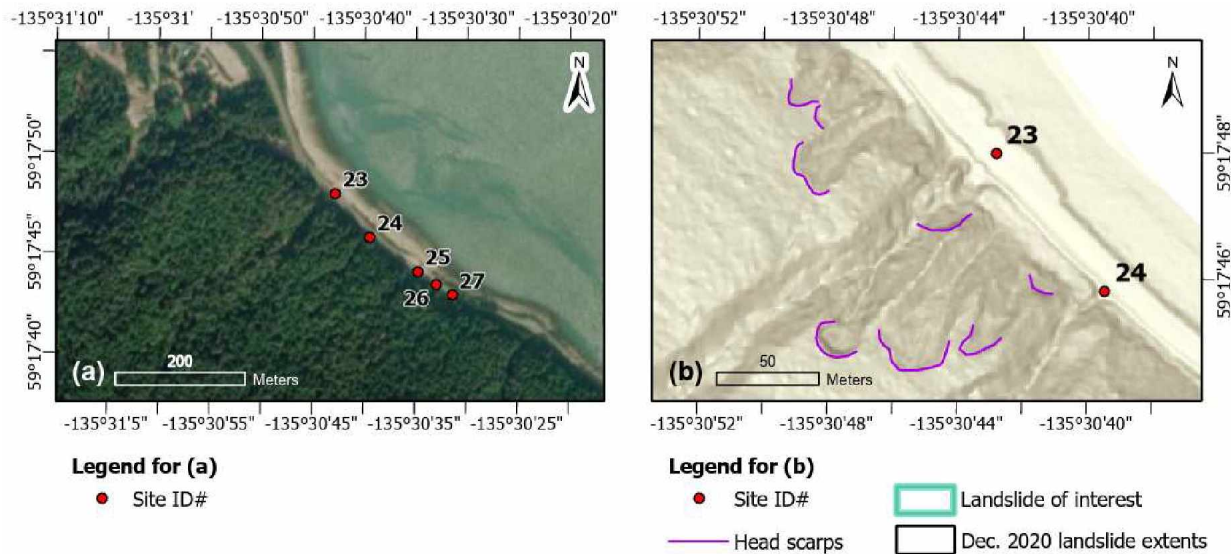 -135°31'10" -135°31' -135°30'50" -135°30'40" -135°30'30" -135°30'20"
-135°30'52" -135°30'48" -135°30'44" -135°30'40"
N
N
59°17'50"
59°17'45"
59°17'40"
23
24
25
26
27
(a)
200
Meters
-135°31'5" -135°30'55" -135°30'45" -135°30'35" -135°30'25"
23
24
59°17'48"
59°17'46"
(b)
50
Meters
-135°30'52" -135°30'48" -135°30'44" -135°30'40"
Legend for (a)
Site ID#
Legend for (b)
Site ID#
Landslide of interest
Head scarps
Dec. 2020 landslide extents